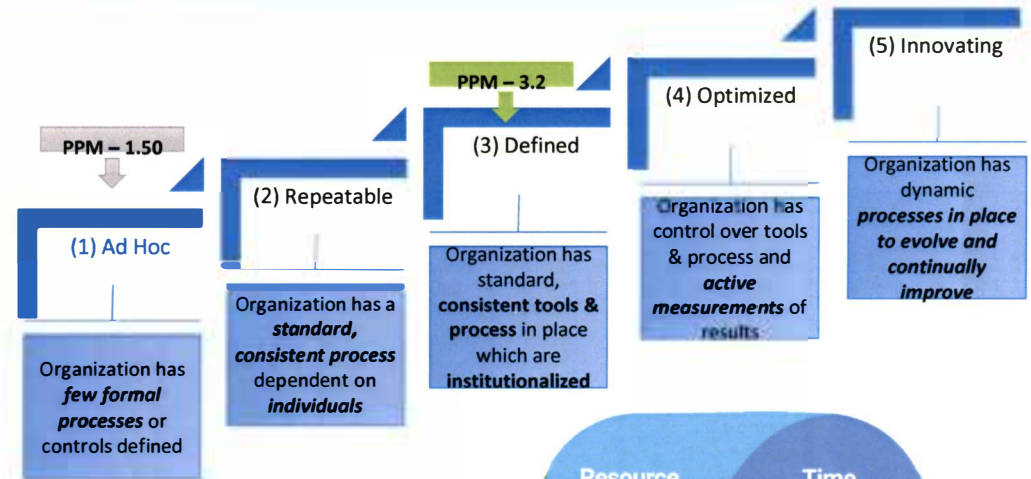 (5) Innovating
PPM – 3.2
(4) Optimized
PPM – 1.50
(3) Defined
(2) Repeatable
(1) Ad Hoc
Organization has
few formal
processes or
controls defined
Organization has a
standard,
consistent process
dependent on
individuals
Organization has
standard,
consistent tools &
process in place
which are
institutionalized
Organization has
control over tools
& process and
active
measurements of
results
Organization has
dynamic
processes in place
to evolve and
continually
improve
Resource
Time